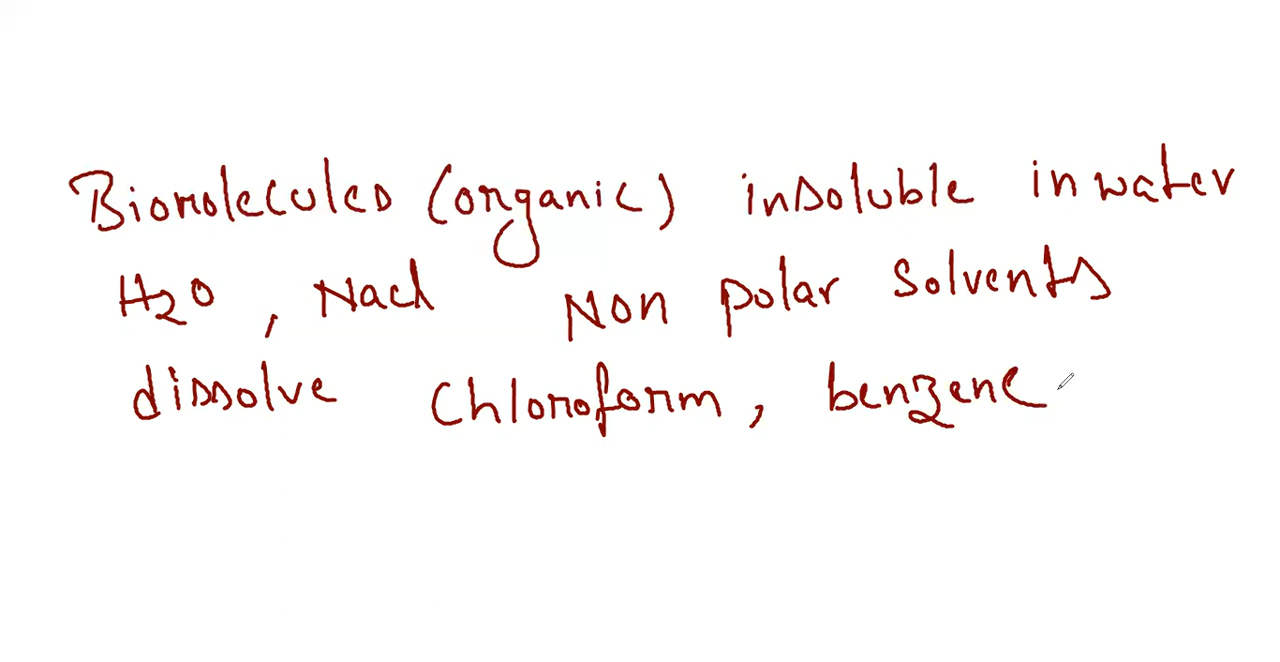 Biomolecules (organic) insoluble in water
H2O, Nacl Non polar solvents
dissolve Chloroform, benzene